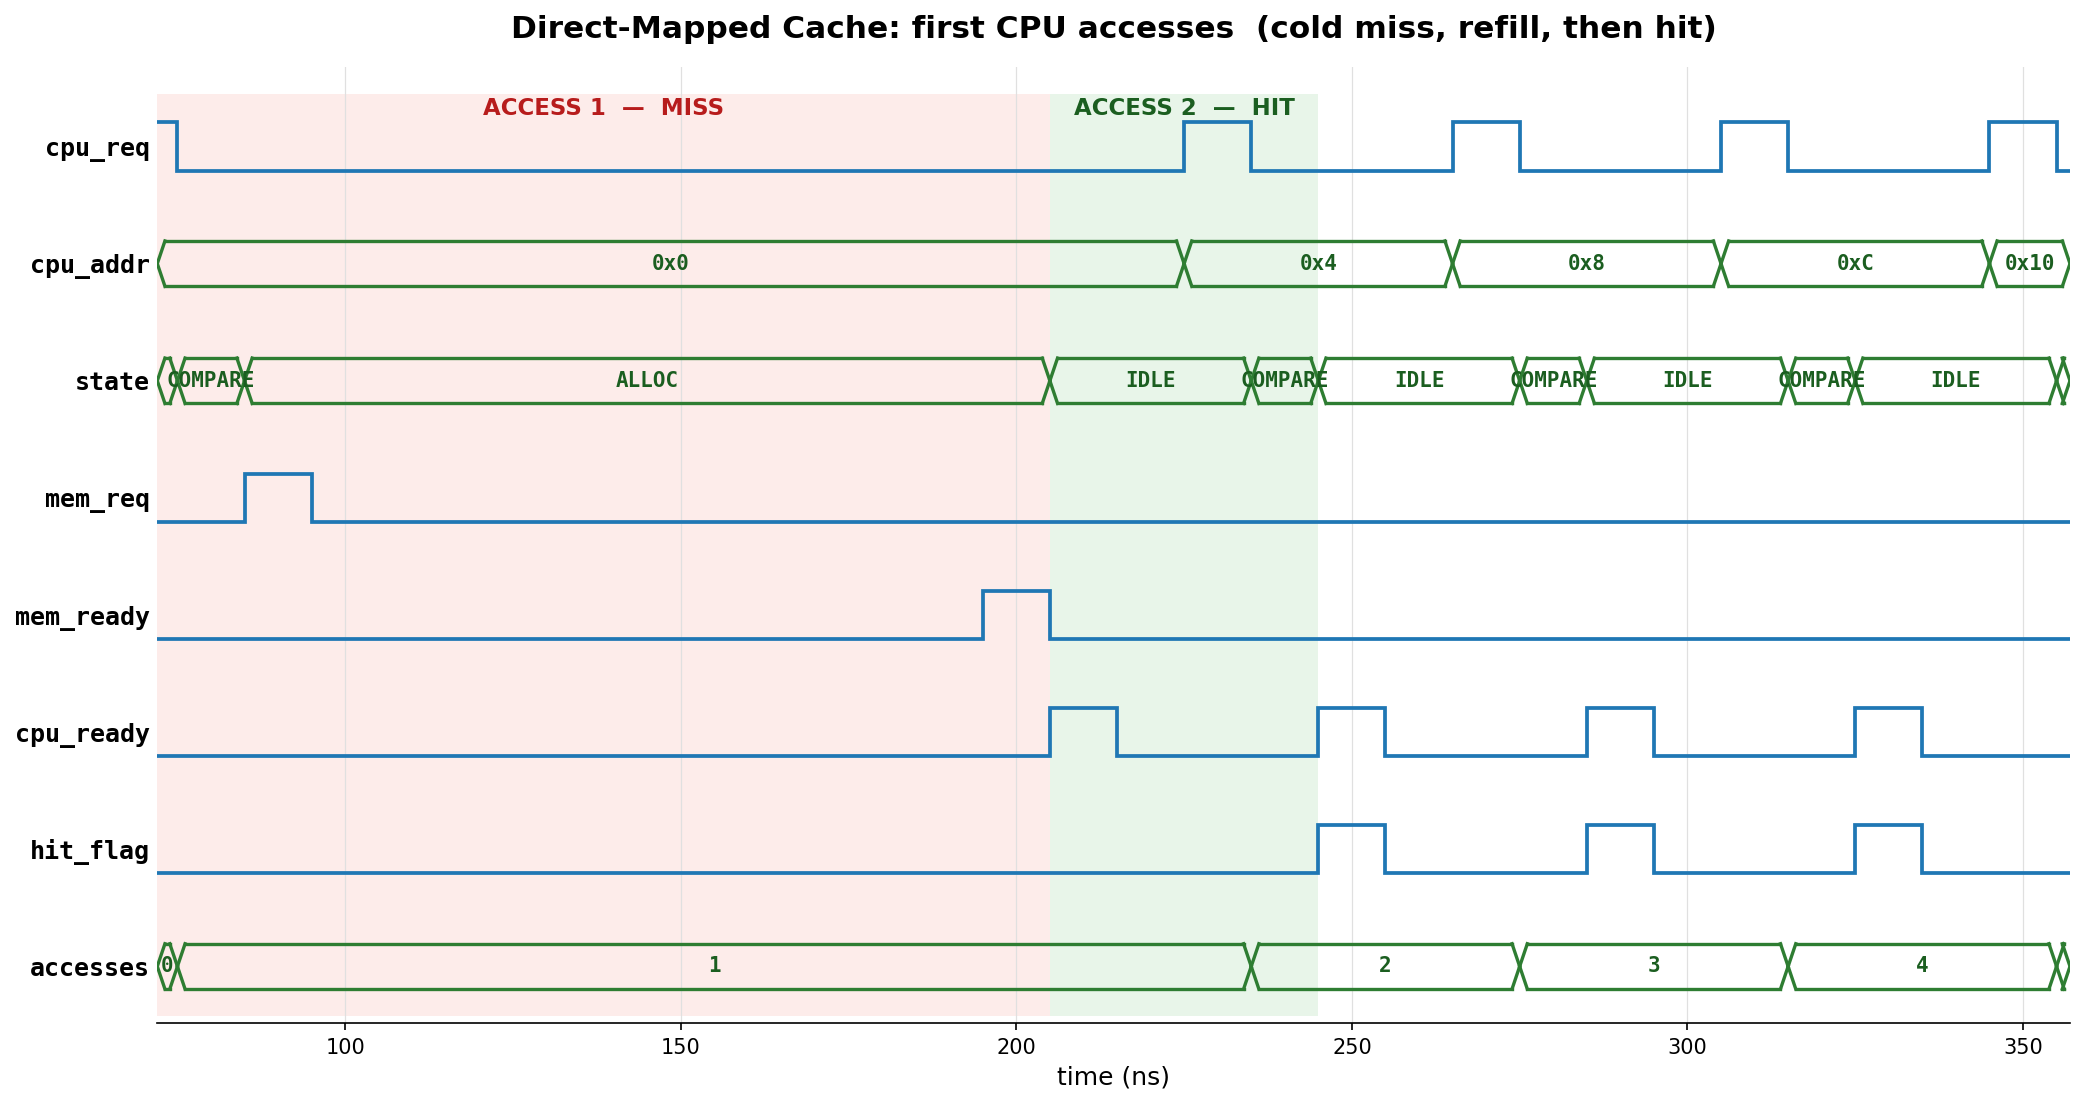 Direct-Mapped Cache: first CPU accesses (cold miss, refill, then hit)
ACCESS 1 — MISS
ACCESS 2 — HIT
cpu_req
cpu_addr
0x0
0x4
0x8
0xC
0x10
state
COMPARE
ALLOC
IDLE
COMPARE
IDLE
COMPARE
IDLE
COMPARE
IDLE
mem_req
mem_ready
cpu_ready
hit_flag
accesses
0
1
2
3
4
100
150
200
250
300
350
time (ns)